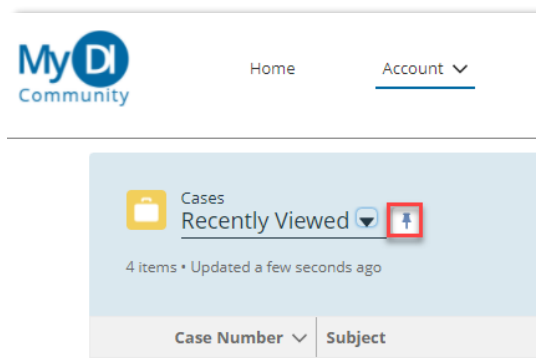 My DI
Community
Home
Account
Cases
Recently Viewed
4 items • Updated a few seconds ago
Case Number
Subject